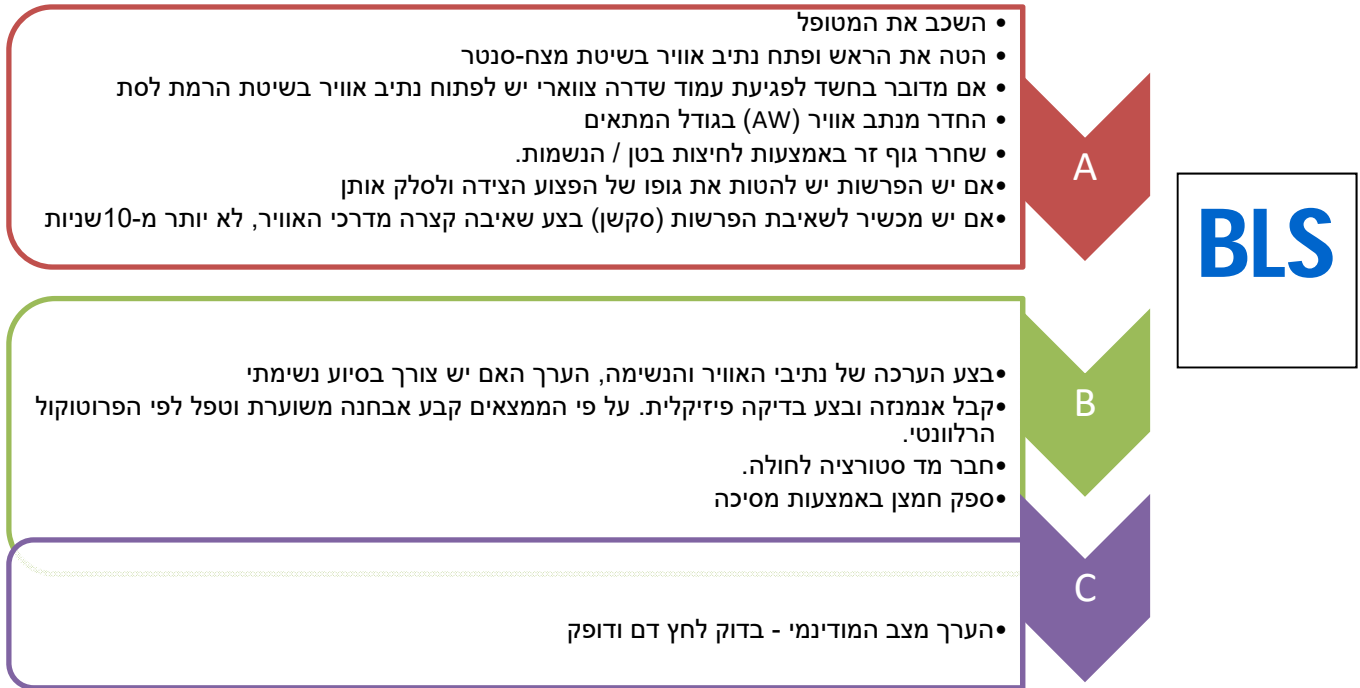 • השכב את המטופל
• הטה את הראש ופתח נתיב אוויר בשיטת מצח-סנטר
• אם מדובר בחשד לפגיעת עמוד שדרה צווארי יש לפתוח נתיב אוויר בשיטת הרמת לסת
• החדר מנתב אוויר (AW) בגודל המתאים
• שחרר גוף זר באמצעות לחיצות בטן / הנשמות.
•אם יש הפרשות יש להטות את גופו של הפצוע הצידה ולסלק אותן
•אם יש מכשיר לשאיבת הפרשות (סקשן) בצע שאיבה קצרה מדרכי האוויר, לא יותר מ-10שניות
A
BLS
•בצע הערכה של נתיבי האוויר והנשימה, הערך האם יש צורך בסיוע נשימתי
•קבל אנמנזה ובצע בדיקה פיזיקלית. על פי הממצאים קבע אבחנה משוערת וטפל לפי הפרוטוקול
הרלוונטי.
•חבר מד סטורציה לחולה.
•ספק חמצן באמצעות מסיכה
B
•הערך מצב המודינמי - בדוק לחץ דם ודופק
C